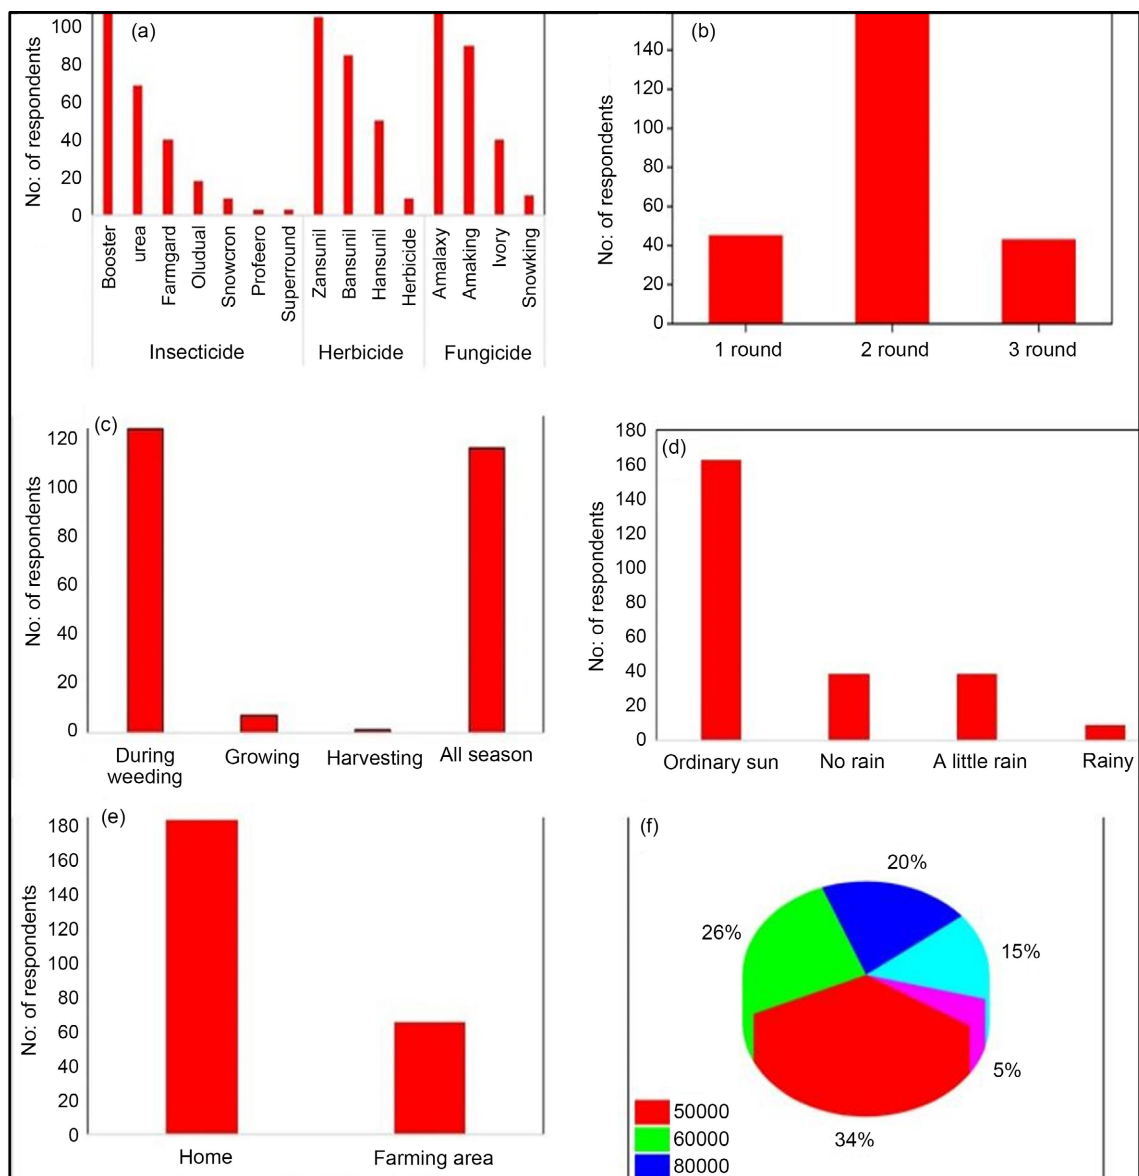 (a)
No: of respondents
100
80
60
40
20
0
Booster
urea
Farmgard
Oludual
Snowcron
Profeero
Superround
Zansunil
Bansunil
Hansunil
Herbicide
Amalaxy
Amaking
Ivory
Snowking
Insecticide Herbicide Fungicide
(b)
No: of respondents
140
120
100
80
60
40
20
0
1 round 2 round 3 round
(c)
No: of respondents
120
100
80
60
40
20
0
During Growing Harvesting All season
weeding
(d)
No: of respondents
180
160
140
120
100
80
60
40
20
0
Ordinary sun No rain A little rain Rainy
(e)
No: of respondents
180
160
140
120
100
80
60
40
20
0
Home Farming area
(f)
20%
26%
15%
5%
34%
50000
60000
80000